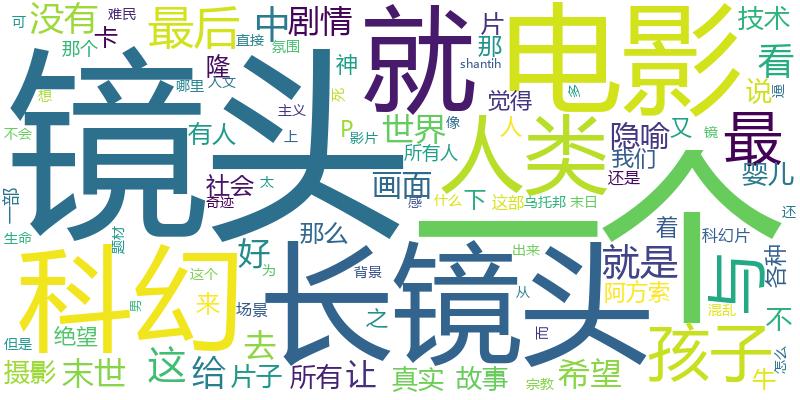 镜头
一个
电影
就
科幻
长镜头
人类
与
最
孩子
就是
最后
没有
剧情
中
卡
难民
可
那个
直接
氛围
隆
神
哪里
人文
想
不会
有人
主义
上
死
P
影片
世界
像
所有人
片
那
shantih
觉得
多
人
隐喻
又
镜
我们
技术
看
说
逼
婴儿
还是
还
社会
奇迹
太
画面
感
下
什么
这部
乌托邦
末日
一部
生命
题材
好
那么
着
科幻片
各种
这个
为
背景
出来
来
男
场景
之
从
而
阿方索
混乱
不
但是
绝望
摄影
末世
这
给
去
片子
所有
让
真实
故事
宗教
希望
牛
怎么